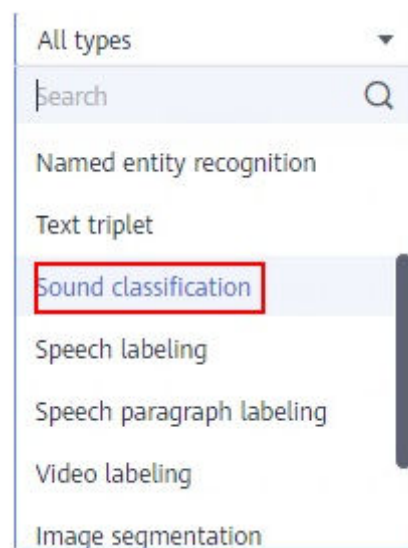 All types
Search
Named entity recognition
Text triplet
Sound classification
Speech labeling
Speech paragraph labeling
Video labeling
Image segmentation